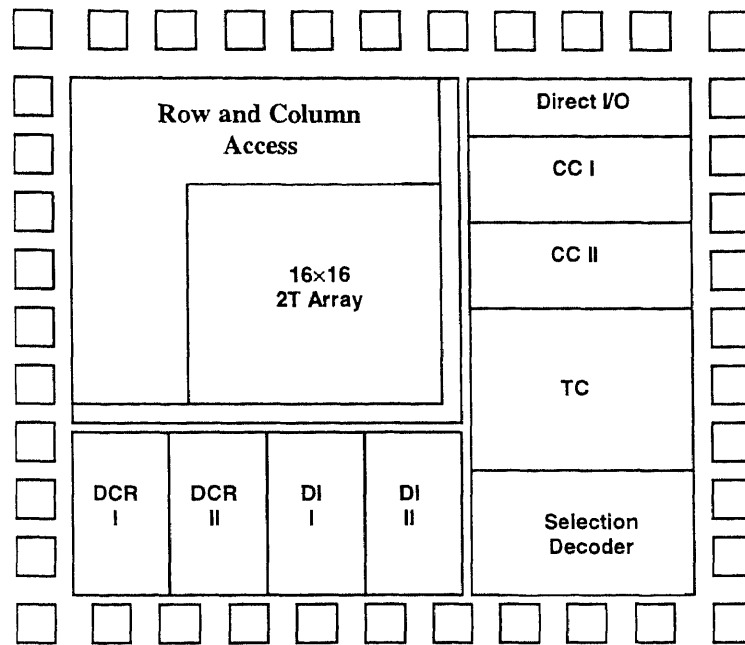 Row and Column
Access
16×16
2T Array
Direct I/O
CC I
CC II
TC
Selection
Decoder
DCR
I
DCR
II
DI
I
DI
II